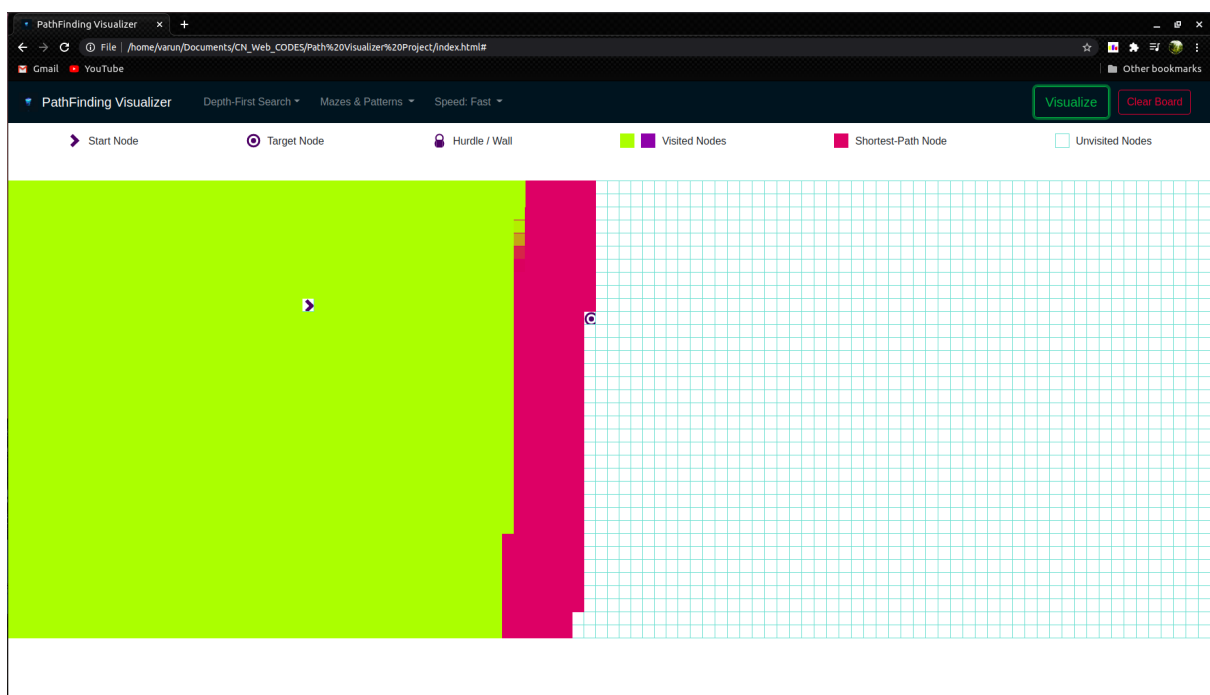 PathFinding Visualizer × +
File | /home/varun/Documents/CN_Web_CODES/Path%20Visualizer%20Project/index.html#
Gmail YouTube Other bookmarks
PathFinding Visualizer Depth-First Search Mazes & Patterns Speed: Fast Visualize Clear Board
Start Node Target Node Hurdle / Wall Visited Nodes Shortest-Path Node Unvisited Nodes